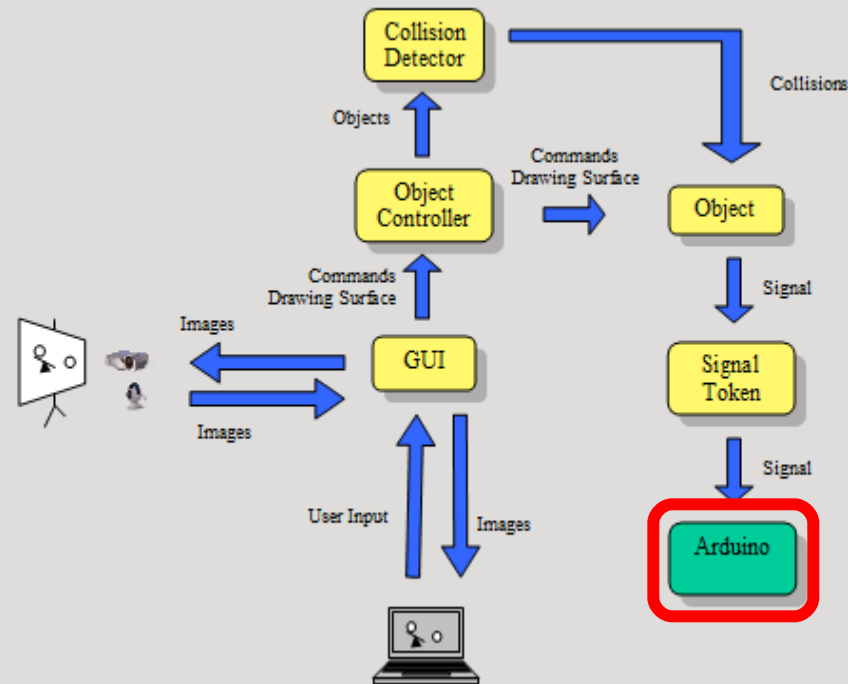 Collision
Detector
Collisions
Objects
Commands
Drawing Surface
Object
Controller
Object
Commands
Drawing Surface
Signal
Images
GUI
Signal
Token
Images
Signal
User Input
Images
Arduino